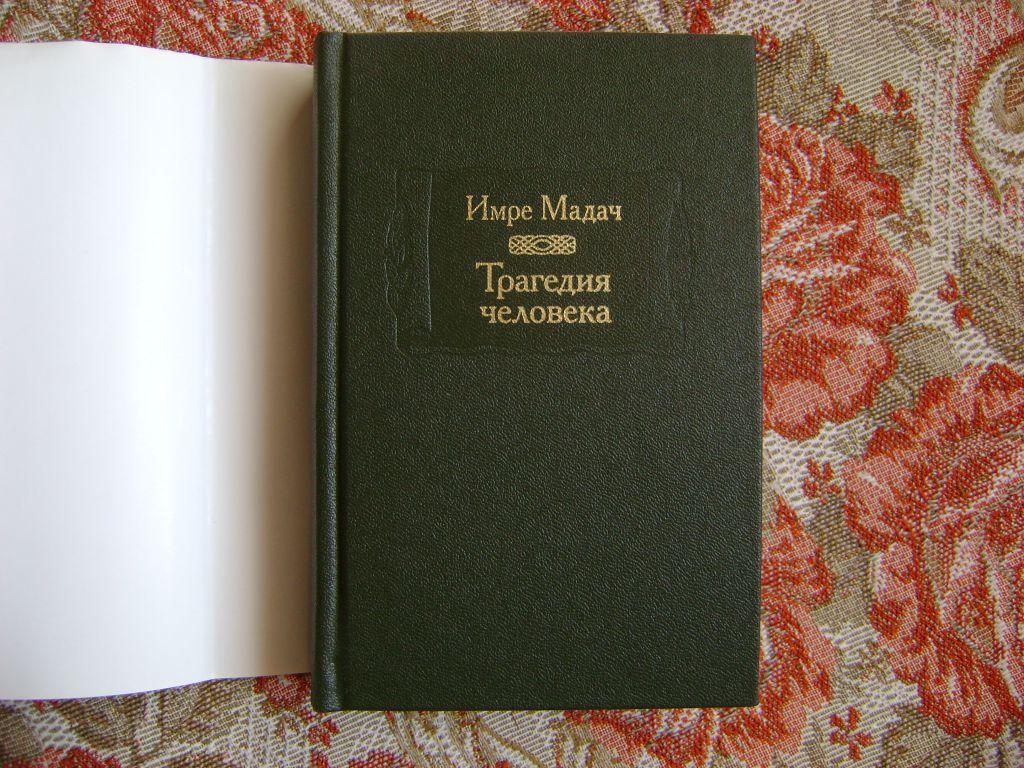 Имре Мадач
Трагедия
человека